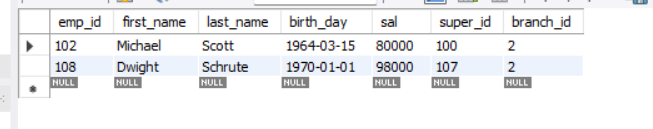 emp_id first_name last_name birth_day sal super_id branch_id
102 Michael Scott 1964-03-15 80000 100 2
108 Dwight Schrute 1970-01-01 98000 107 2
NULL NULL NULL NULL NULL NULL NULL